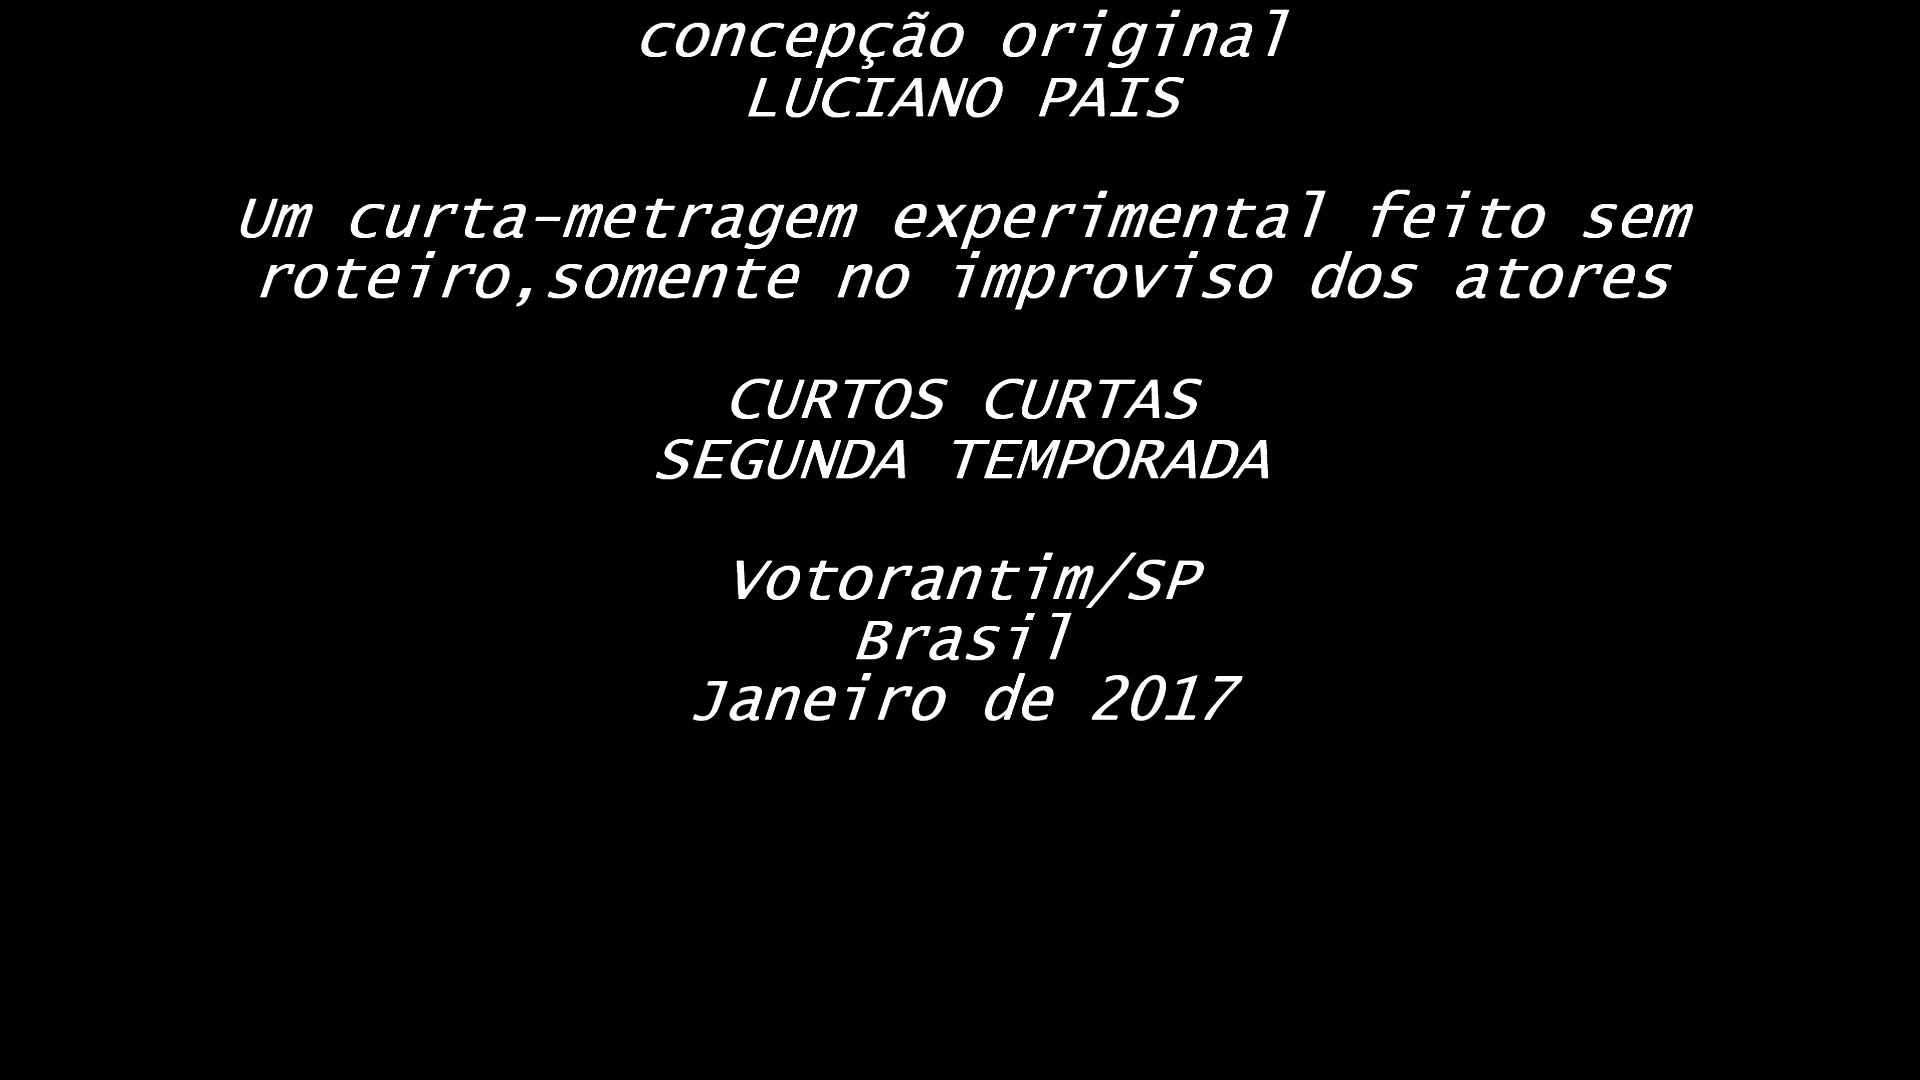 concepção original
LUCIANO PAIS
Um curta-metragem experimental feito sem
roteiro,somente no improviso dos atores
CURTOS CURTAS
SEGUNDA TEMPORADA
Votorantim/SP
Brasil
Janeiro de 2017